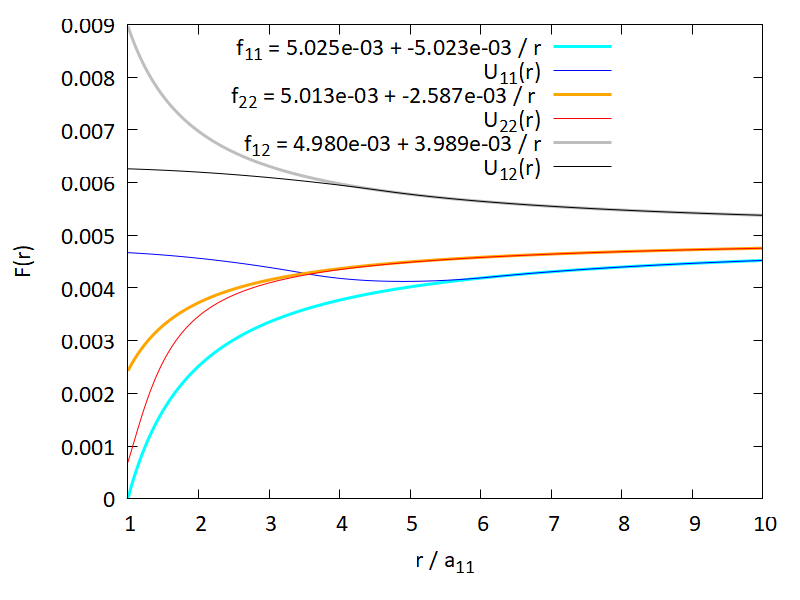 0.009
0.008
0.007
0.006
0.005
0.004
0.003
0.002
0.001
0
F(r)
f11 = 5.025e-03 + -5.023e-03 / r
U11(r)
f22 = 5.013e-03 + -2.587e-03 / r
U22(r)
f12 = 4.980e-03 + 3.989e-03 / r
U12(r)
1 2 3 4 5 6 7 8 9 10
r / a11